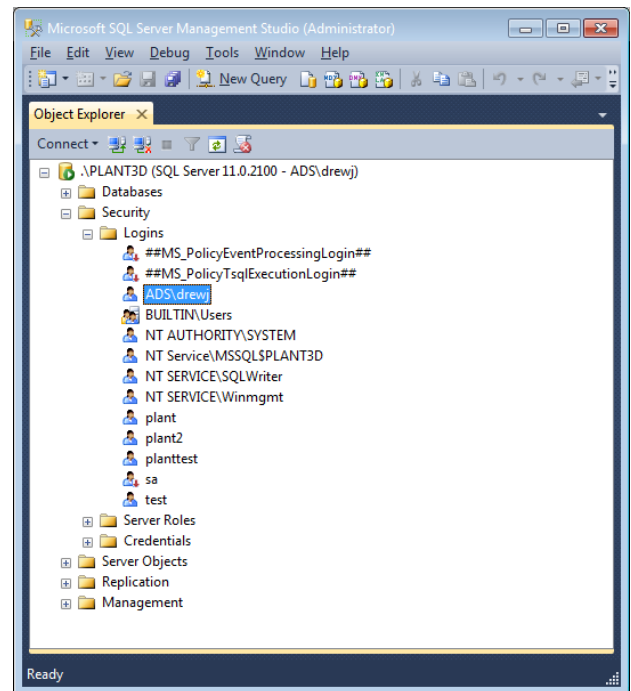 Microsoft SQL Server Management Studio (Administrator)
File Edit View Debug Tools Window Help
New Query
Object Explorer
Connect
.\PLANT3D (SQL Server 11.0.2100 - ADS\drewj)
Databases
Security
Logins
##MS_PolicyEventProcessingLogin##
##MS_PolicyTsqlExecutionLogin##
ADS\drewj
BUILTIN\Users
NT AUTHORITY\SYSTEM
NT Service\MSSQL$PLANT3D
NT SERVICE\SQLWriter
NT SERVICE\Winmgmt
plant
plant2
planttest
sa
test
Server Roles
Credentials
Server Objects
Replication
Management
Ready